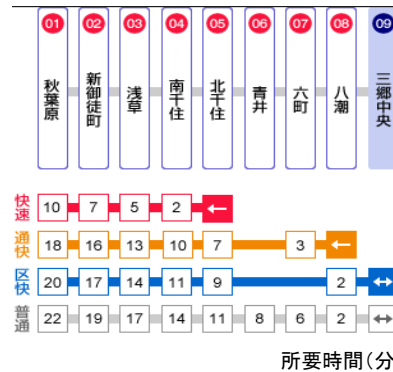 01 02 03 04 05 06 07 08 09
秋葉原 新御徒町 浅草 南千住 北千住 青井 六町 八潮 三郷中央
快速 10 7 5 2 ←
通快 18 16 13 10 7 3 ←
区快 20 17 14 11 9 2 ↔
普通 22 19 17 14 11 8 6 2 ↔
所要時間(分